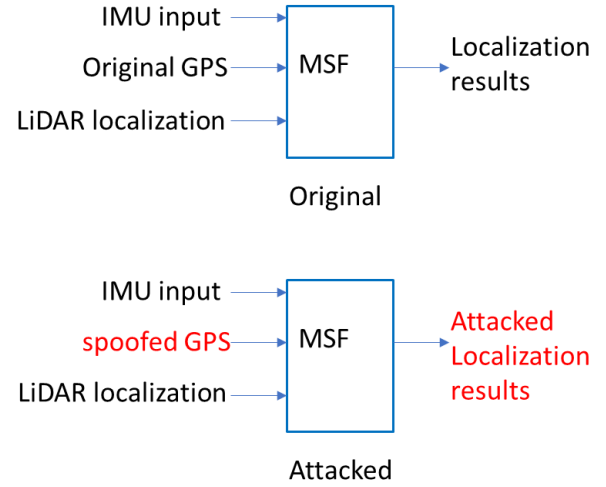 IMU input
Original GPS
LiDAR localization
MSF
Localization
results
Original
IMU input
spoofed GPS
LiDAR localization
MSF
Attacked
Localization
results
Attacked